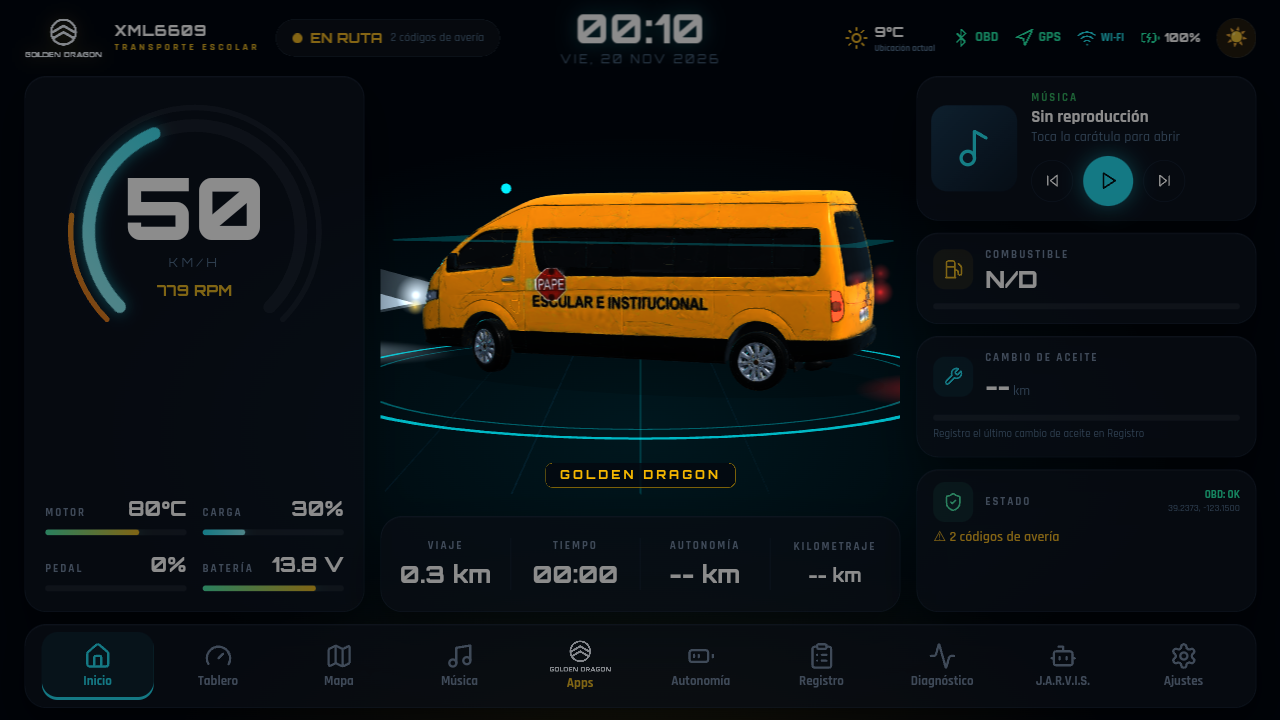 GOLDEN DRAGON
XML6609
TRANSPORTE ESCOLAR
EN RUTA 2 códigos de avería
00:10
VIE, 20 NOV 2026
9°C
Ubicacion actual
OBD
GPS
WI-FI
100%
50
KM/H
779 RPM
MOTOR 80°C
CARGA 30%
PEDAL 0%
BATERÍA 13.8 V
PAPE
ESCOLAR E INSTITUCIONAL
GOLDEN DRAGON
VIAJE
0.3 km
TIEMPO
00:00
AUTONOMÍA
-- km
KILOMETRAJE
-- km
MÚSICA
Sin reproducción
Toca la carátula para abrir
COMBUSTIBLE
N/D
CAMBIO DE ACEITE
-- km
Registra el último cambio de aceite en Registro
ESTADO
OBD: OK
39.2373, -123.1500
⚠ 2 códigos de avería
Inicio
Tablero
Mapa
Música
GOLDEN DRAGON
Apps
Autonomía
Registro
Diagnóstico
J.A.R.V.I.S.
Ajustes